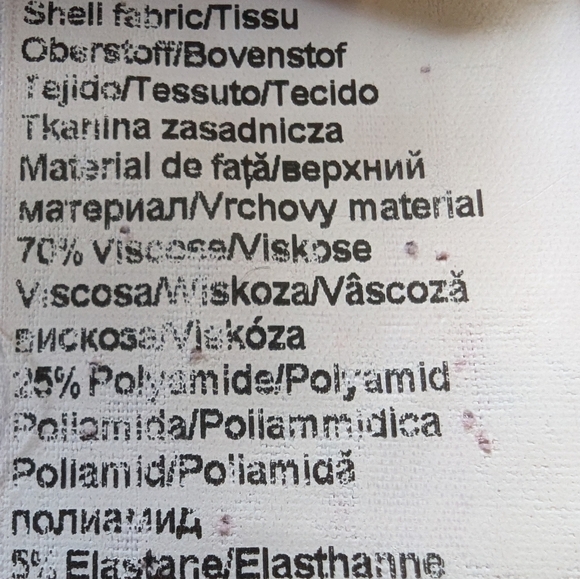 Shell fabric/Tissu
Oberstoff/Bovenstof
Tejido/Tessuto/Tecido
Tkanina zasadnicza
Material de față/верхний
материал/Vrchovy material
70% Viscose/Viskose
Viscosa/Wiskoza/Vâscoză
вискоза/Viskóza
25% Polyamide/Polyamid
Poliamida/Poliammidica
Poliamid/Poliamidă
полиамид
5% Elastane/Elasthanne